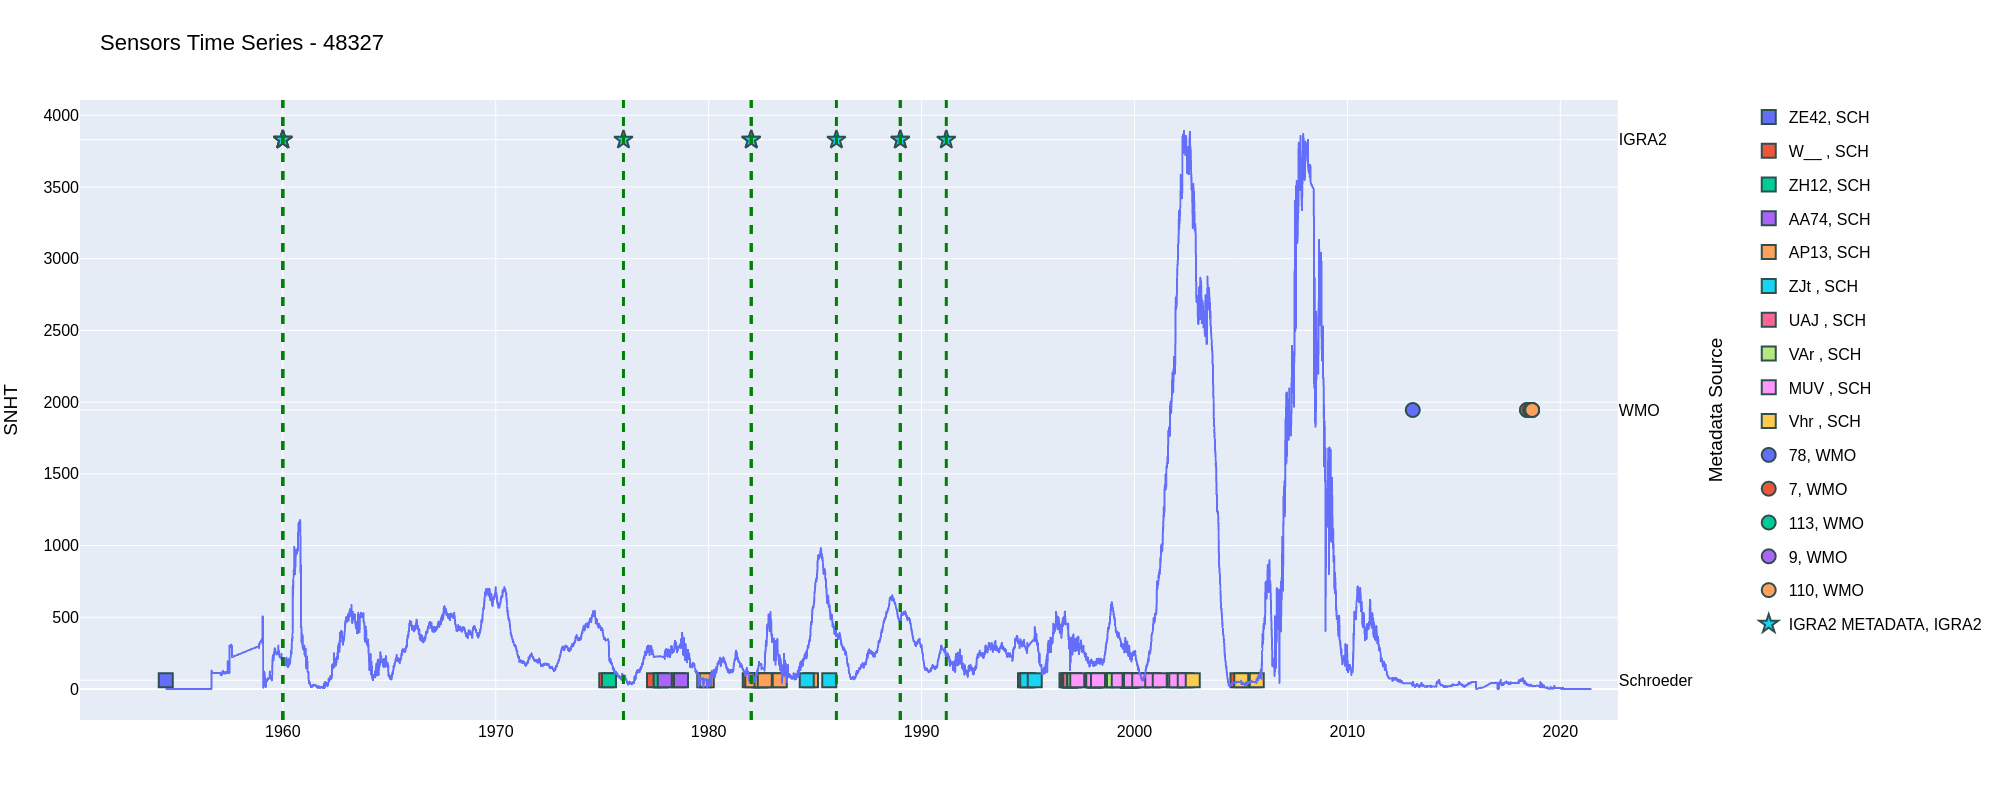 Sensors Time Series - 48327
SNHT
4000
3500
3000
2500
2000
1500
1000
500
0
1960
1970
1980
1990
2000
2010
2020
IGRA2
WMO
Schroeder
Metadata Source
ZE42, SCH
W__ , SCH
ZH12, SCH
AA74, SCH
AP13, SCH
ZJt , SCH
UAJ , SCH
VAr , SCH
MUV , SCH
Vhr , SCH
78, WMO
7, WMO
113, WMO
9, WMO
110, WMO
IGRA2 METADATA, IGRA2